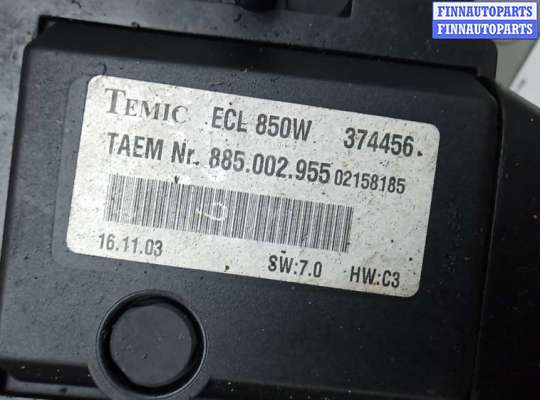 FINNAUTOPARTS
FINNAUTOPARTS
TEMIC ECL 850W 374456
TAEM Nr. 885.002.955 02158185
16.11.03 SW:7.0 HW:C3